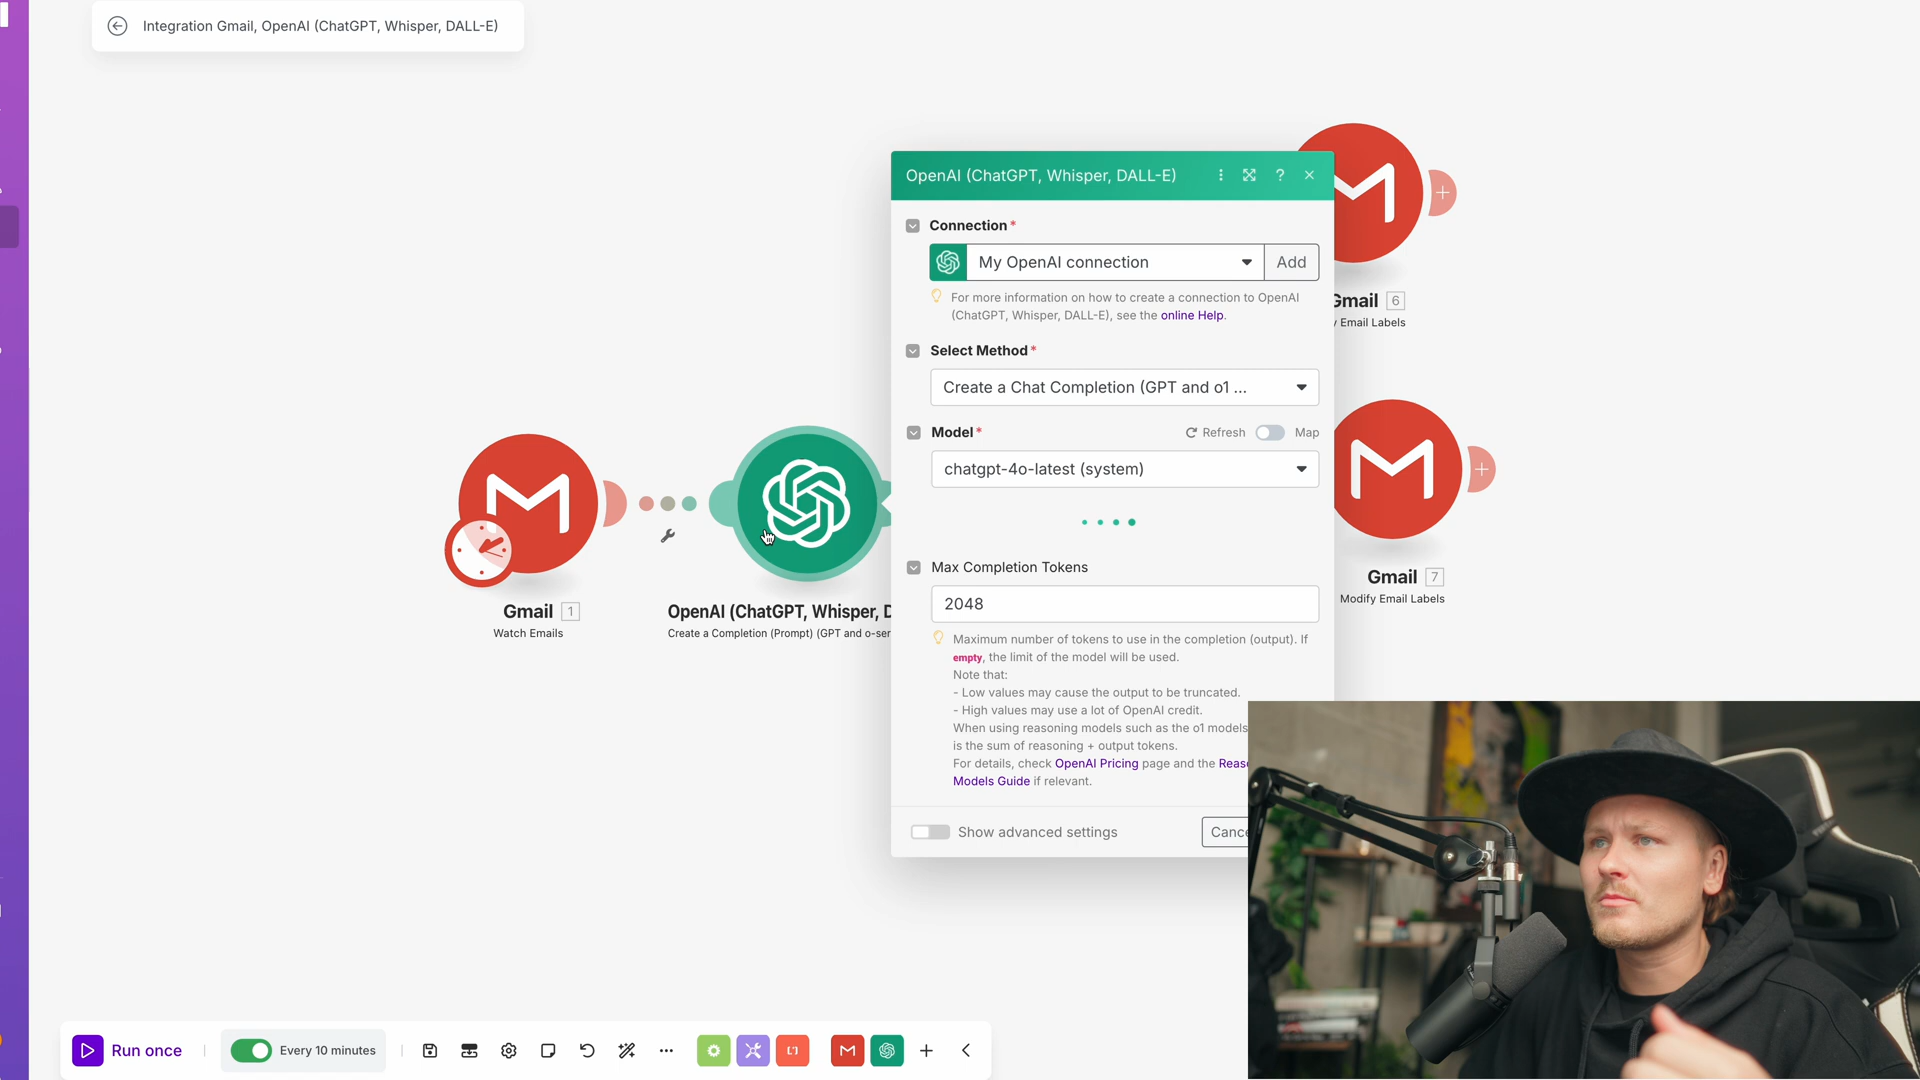 Integration Gmail, OpenAI (ChatGPT, Whisper, DALL-E)
OpenAI (ChatGPT, Whisper, DALL-E)
?
Connection*
My OpenAI connection
Add
For more information on how to create a connection to OpenAI
(ChatGPT, Whisper, DALL-E), see the online Help.
Select Method*
Create a Chat Completion (GPT and o1 ...
Model*
Refresh
Map
chatgpt-4o-latest (system)
Max Completion Tokens
2048
Maximum number of tokens to use in the completion (output). If
empty, the limit of the model will be used.
Note that:
- Low values may cause the output to be truncated.
- High values may use a lot of OpenAI credit.
When using reasoning models such as the o1 models
is the sum of reasoning + output tokens.
For details, check OpenAI Pricing page and the Reaso
Models Guide if relevant.
Show advanced settings
Cance
Gmail 1
Watch Emails
OpenAI (ChatGPT, Whisper, D
Create a Completion (Prompt) (GPT and o-ser
Gmail 6
y Email Labels
Gmail 7
Modify Email Labels
Run once
Every 10 minutes